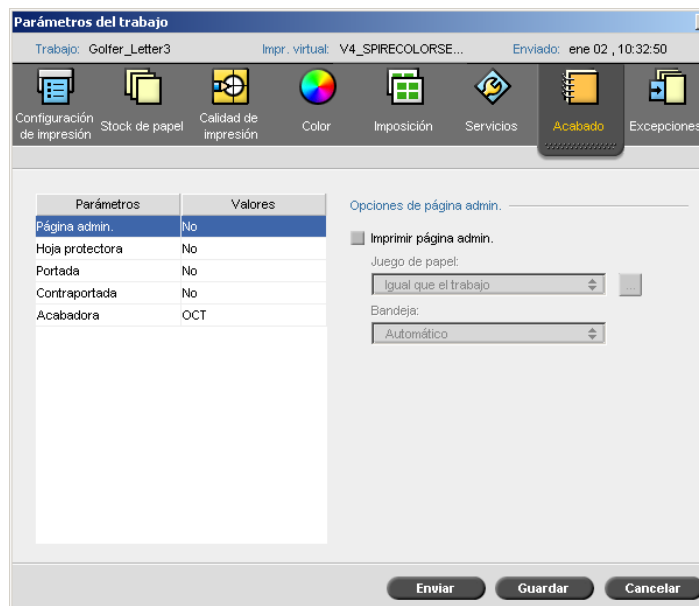 Parámetros del trabajo
Trabajo: Golfer_Letter3 Impr. virtual: V4_SPIRECOLORSE... Enviado: ene 02 , 10:32:50
Configuración de impresión
Stock de papel
Calidad de impresión
Color
Imposición
Servicios
Acabado
Excepciones
Parámetros Valores
Página admin. No
Hoja protectora No
Portada No
Contraportada No
Acabadora OCT
Opciones de página admin.
Imprimir página admin.
Juego de papel:
Igual que el trabajo
...
Bandeja:
Automático
Enviar Guardar Cancelar